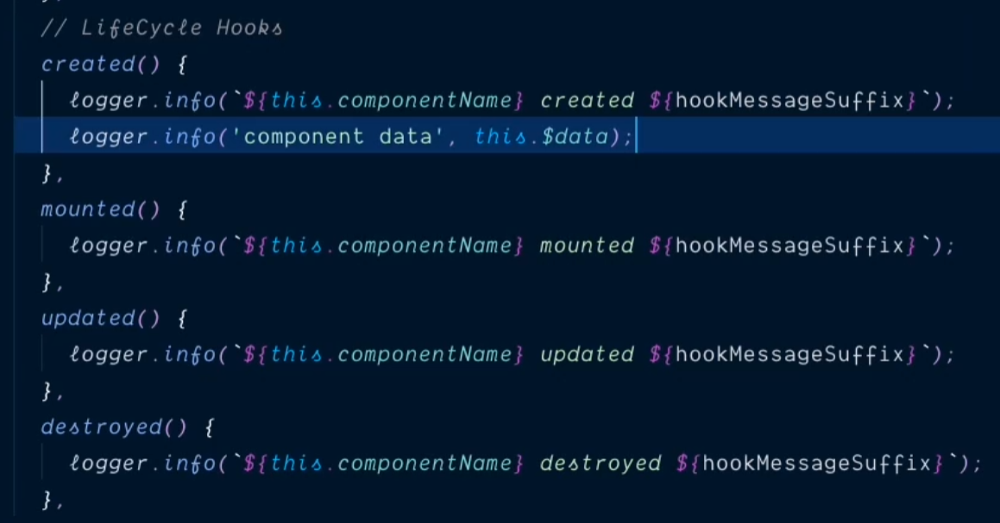 // LifeCycle Hooks
created() {
logger.info(`${this.componentName} created ${hookMessageSuffix}`);
logger.info('component data', this.$data);
},
mounted() {
logger.info(`${this.componentName} mounted ${hookMessageSuffix}`);
},
updated() {
logger.info(`${this.componentName} updated ${hookMessageSuffix}`);
},
destroyed() {
logger.info(`${this.componentName} destroyed ${hookMessageSuffix}`);
},